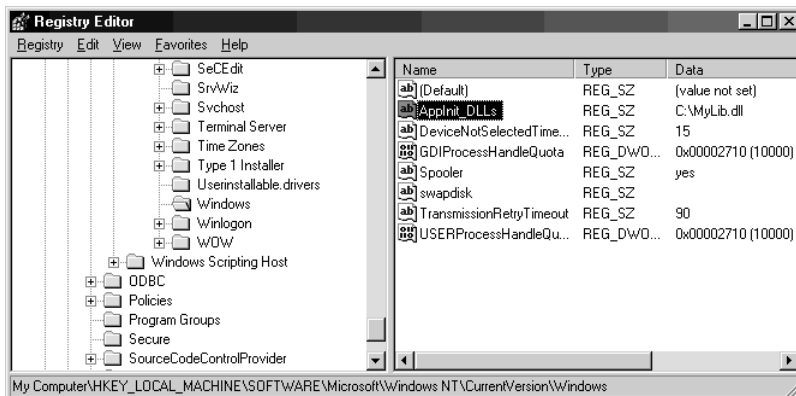 Registry Editor
Registry Edit View Favorites Help
SeCEdit
SrvWiz
Svchost
Terminal Server
Time Zones
Type 1 Installer
Userinstallable.drivers
Windows
Winlogon
WOW
Windows Scripting Host
ODBC
Policies
Program Groups
Secure
SourceCodeControlProvider
Name Type Data
(Default) REG_SZ (value not set)
AppInit_DLLs REG_SZ C:\MyLib.dll
DeviceNotSelectedTime... REG_SZ 15
GDIProcessHandleQuota REG_DWO... 0x00002710 (10000)
Spooler REG_SZ yes
swapdisk REG_SZ
TransmissionRetryTimeout REG_SZ 90
USERProcessHandleQu... REG_DWO... 0x00002710 (10000)
My Computer\HKEY_LOCAL_MACHINE\SOFTWARE\Microsoft\Windows NT\CurrentVersion\Windows